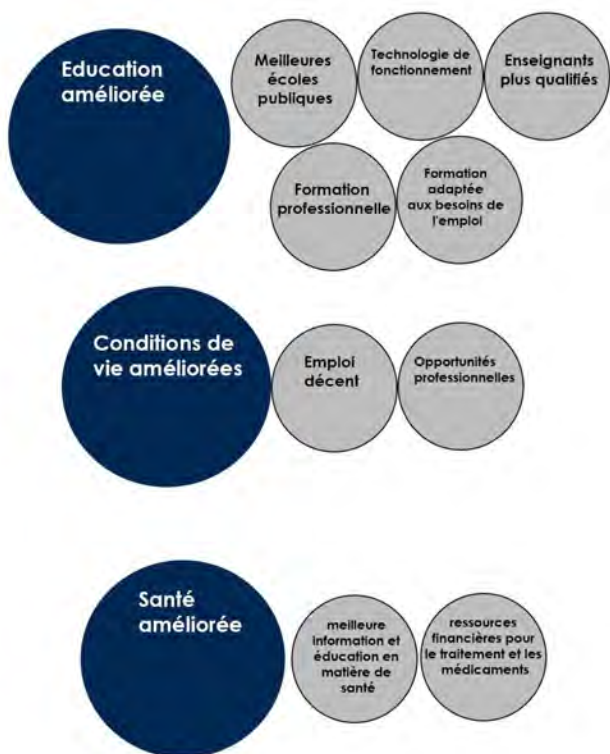 Education
améliorée
Meilleures
écoles
publiques
Technologie de
fonctionnement
Enseignants
plus qualifiés
Formation
professionnelle
Formation
adaptée
aux besoins de
l'emploi
Conditions de
vie améliorées
Emploi
décent
Opportunités
professionnelles
Santé
améliorée
meilleure
information et
éducation en
matière de
santé
ressources
financières pour
le traitement et les
médicaments